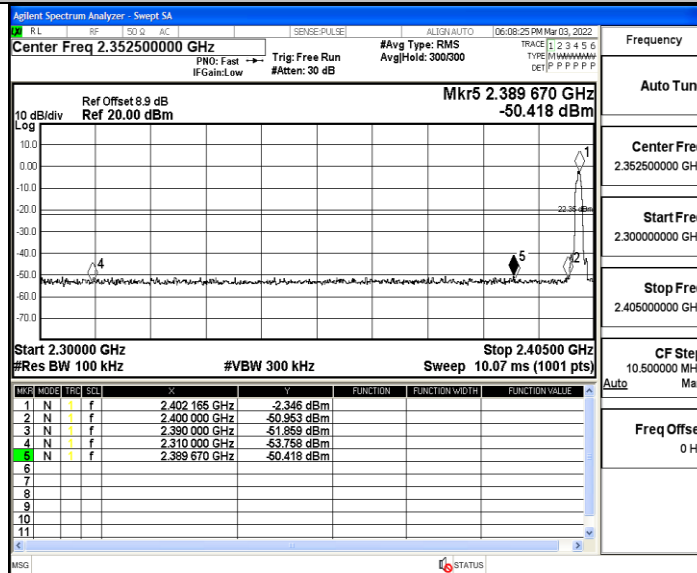 Agilent Spectrum Analyzer - Swept SA
RL RF 50 Ω AC SENSE:PULSE ALIGNAUTO 06:08:25 PM Mar 03, 2022
Center Freq 2.352500000 GHz
PNO: Fast
IFGain:Low
Trig: Free Run
#Atten: 30 dB
#Avg Type: RMS
Avg|Hold: 300/300
TRACE 1 2 3 4 5 6
TYPE M W W W W W
DET P P P P P P
Ref Offset 8.9 dB
Ref 20.00 dBm
Mkr5 2.389 670 GHz
-50.418 dBm
10 dB/div
Log
10.0
0.00
-10.0
-20.0
-30.0
-40.0
-50.0
-60.0
-70.0
1
22.35 dBm
4
5
2
Start 2.30000 GHz
Stop 2.40500 GHz
#Res BW 100 kHz
#VBW 300 kHz
Sweep 10.07 ms (1001 pts)
MKR MODE TRC SCL X Y FUNCTION FUNCTION WIDTH FUNCTION VALUE
1 N 1 f 2.402 165 GHz -2.346 dBm
2 N 1 f 2.400 000 GHz -50.953 dBm
3 N 1 f 2.390 000 GHz -51.859 dBm
4 N 1 f 2.310 000 GHz -53.758 dBm
5 N 1 f 2.389 670 GHz -50.418 dBm
6
7
8
9
10
11
MSG
STATUS
Frequency
Auto Tun
Center Fre
2.352500000 GH
Start Fre
2.300000000 GH
Stop Fre
2.405000000 GH
CF Ste
10.500000 MH
Auto Ma
Freq Offse
0 H